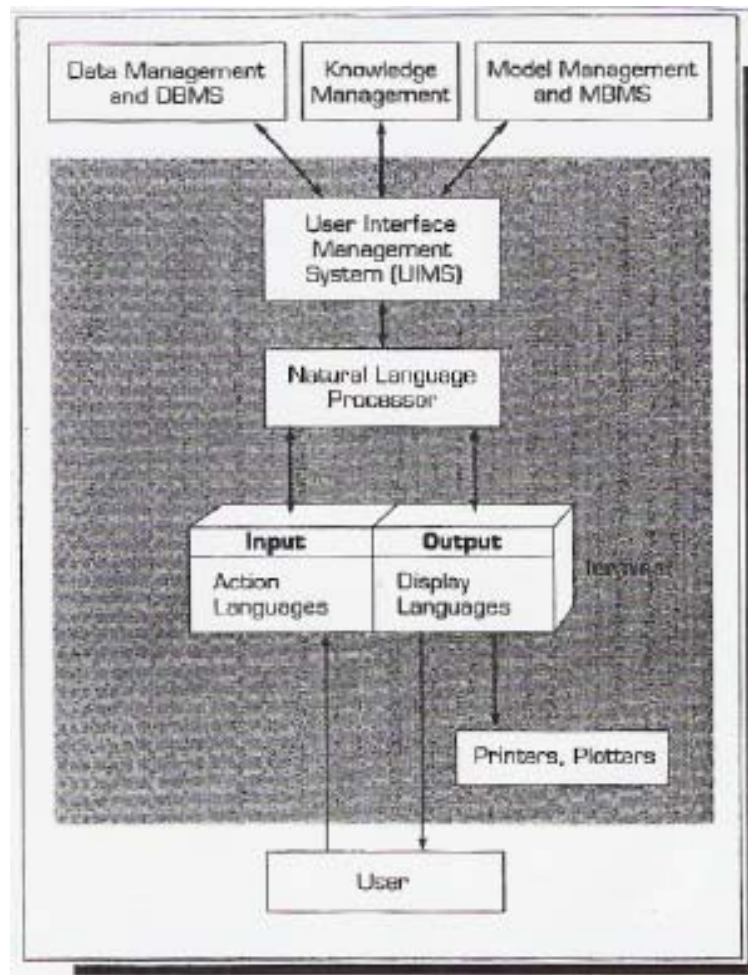 Data Management
and DBMS
Knowledge
Management
Model Management
and MBMS
User Interface
Management
System (UIMS)
Natural Language
Processor
Input
Output
Action
Languages
Display
Languages
Terminal
Printers, Plotters
User